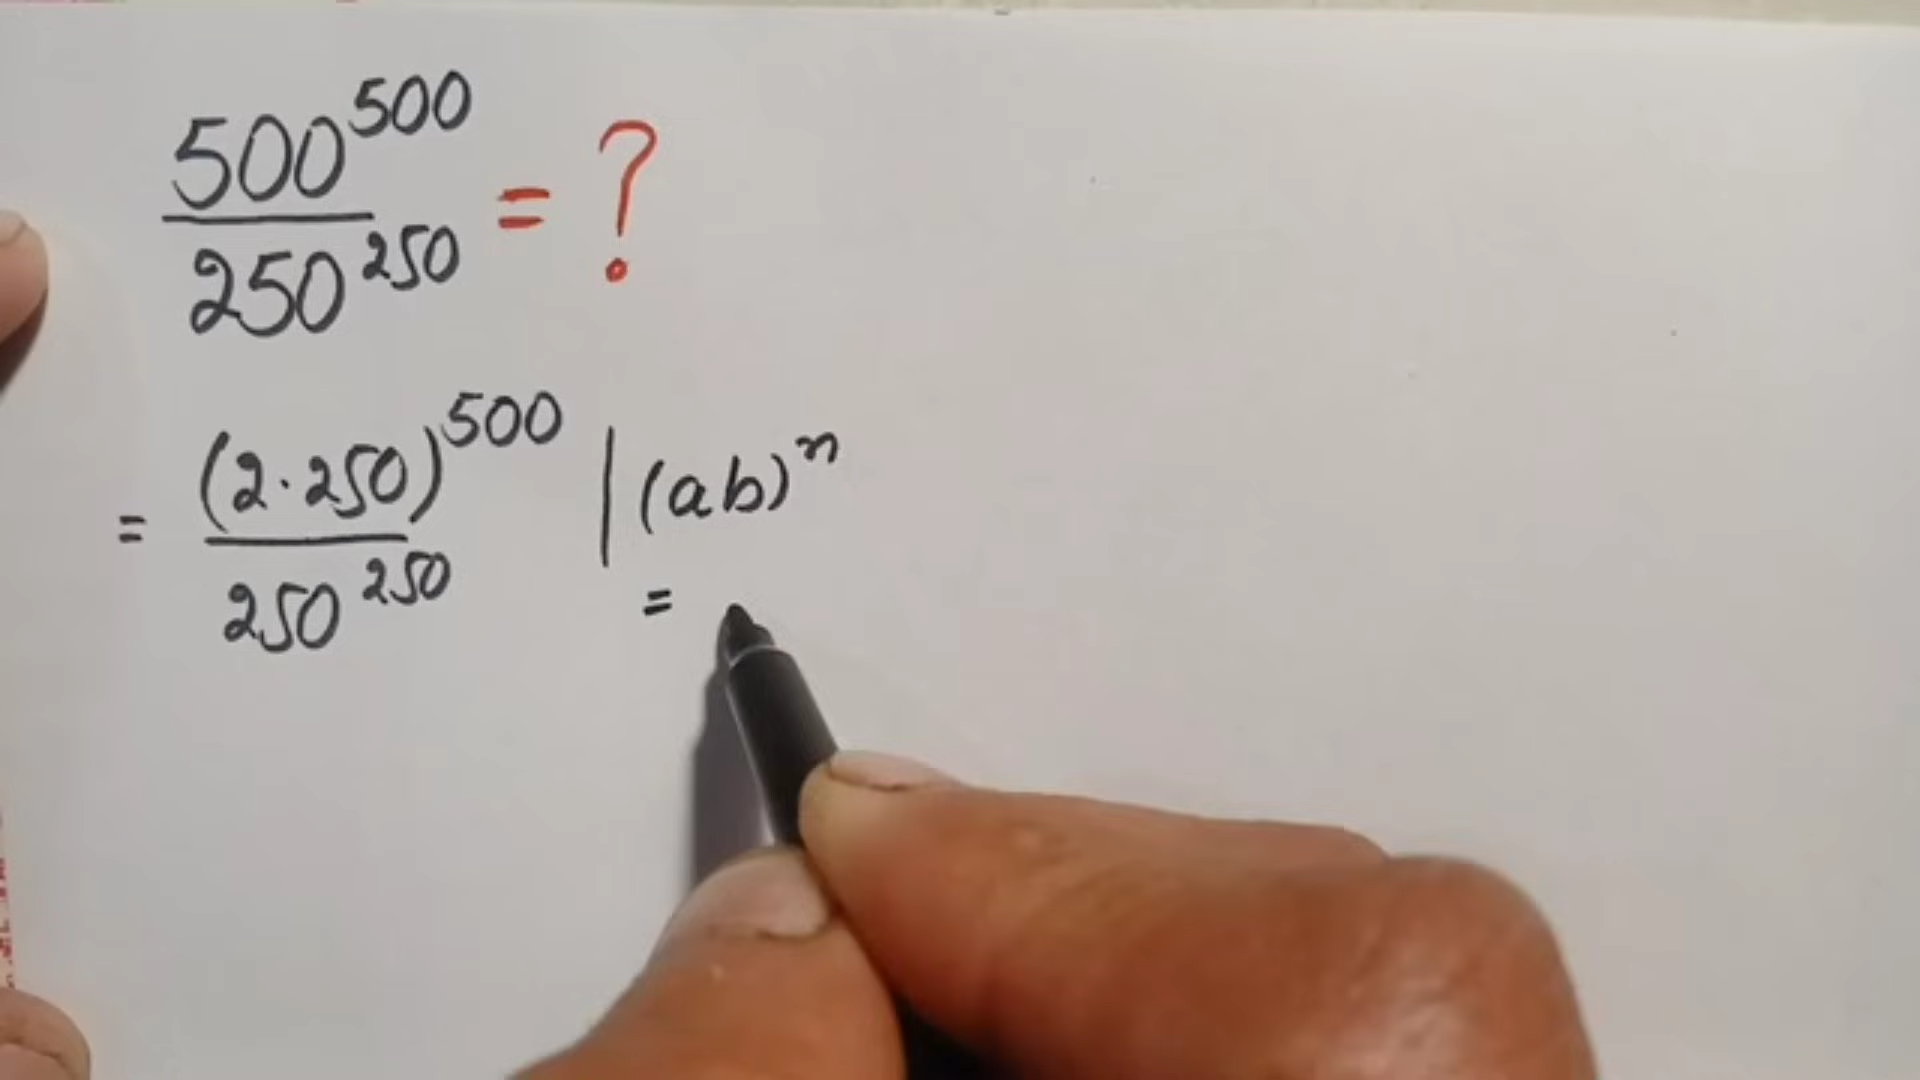 500^500
/ 250^250 = ?
= (2·250)^500 / 250^250 | (ab)^n
=